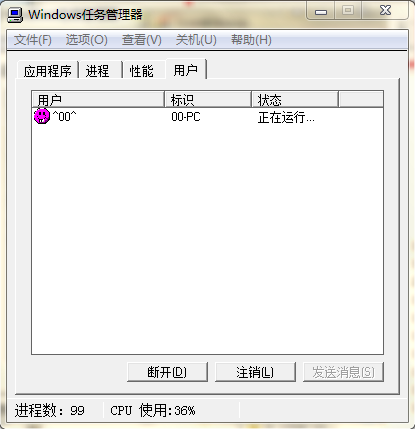 Windows任务管理器
文件(F) 选项(O) 查看(V) 关机(U) 帮助(H)
应用程序 进程 性能 用户
用户 标识 状态
^00^ 00-PC 正在运行...
断开(D) 注销(L) 发送消息(S)
进程数: 99 CPU 使用:36%